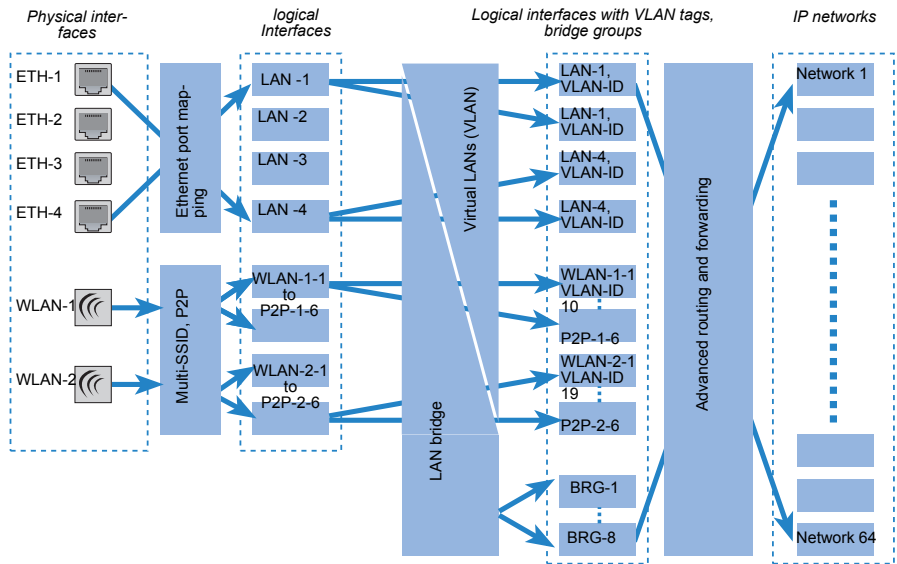 Physical inter-
faces
logical
Interfaces
Logical interfaces with VLAN tags,
bridge groups
IP networks
ETH-1
ETH-2
ETH-3
ETH-4
WLAN-1
WLAN-2
Ethernet port map-
ping
Multi-SSID, P2P
LAN -1
LAN -2
LAN -3
LAN -4
WLAN-1-1
to
P2P-1-6
WLAN-2-1
to
P2P-2-6
Virtual LANs (VLAN)
LAN bridge
LAN-1,
VLAN-ID
LAN-1,
VLAN-ID
LAN-4,
VLAN-ID
LAN-4,
VLAN-ID
WLAN-1-1
VLAN-ID
10
P2P-1-6
WLAN-2-1
VLAN-ID
19
P2P-2-6
BRG-1
BRG-8
Advanced routing and forwarding
Network 1
Network 64